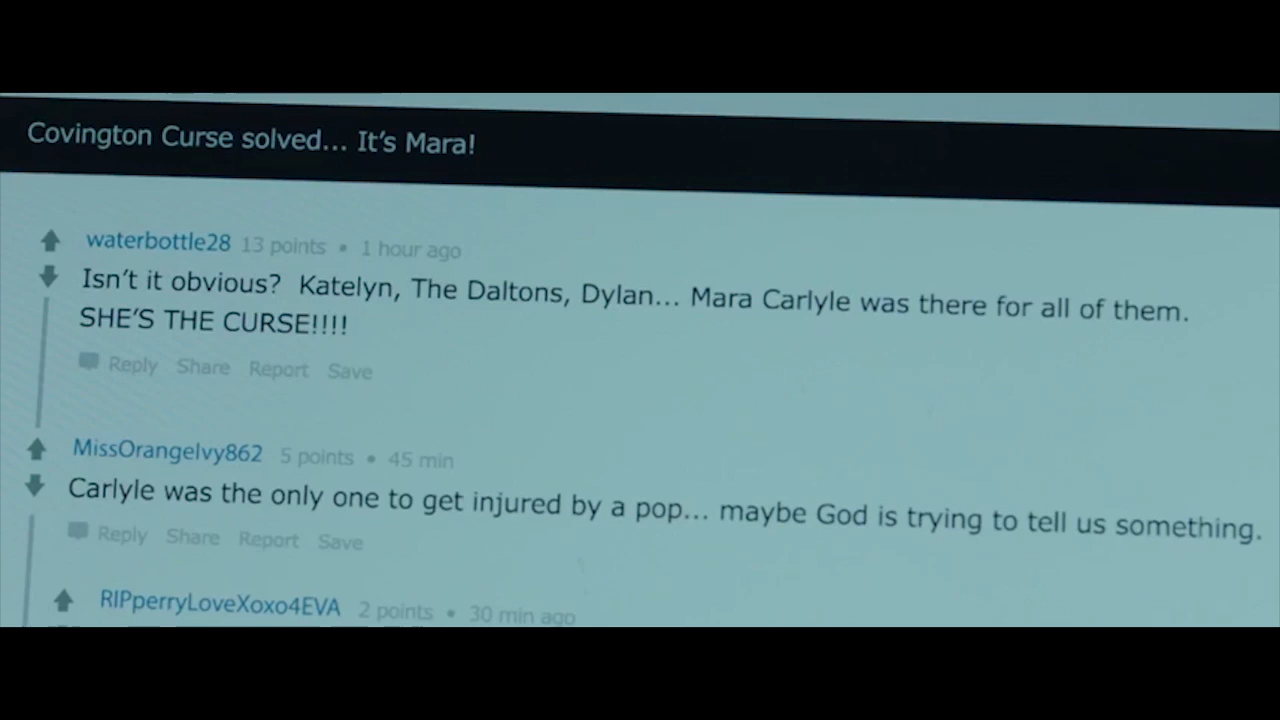 Covington Curse solved... It's Mara!
waterbottle28 13 points • 1 hour ago
Isn't it obvious?  Katelyn, The Daltons, Dylan... Mara Carlyle was there for all of them.
SHE'S THE CURSE!!!!
Reply Share Report Save
MissOrangeIvy862 5 points • 45 min
Carlyle was the only one to get injured by a pop... maybe God is trying to tell us something.
Reply Share Report Save
RIPperryLoveXoxo4EVA 2 points • 30 min ago